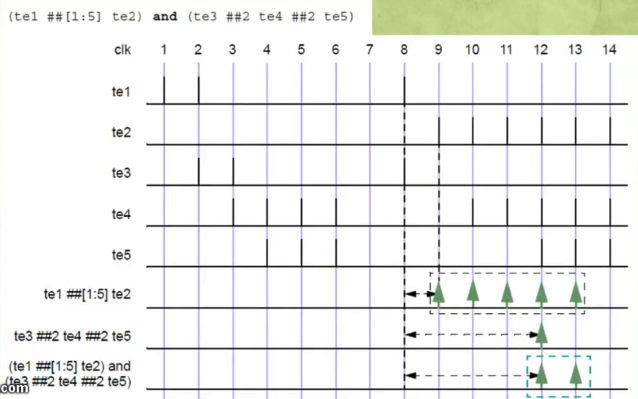 (te1 ##[1:5] te2) and (te3 ##2 te4 ##2 te5)
clk 1 2 3 4 5 6 7 8 9 10 11 12 13 14
te1
te2
te3
te4
te5
te1 ##[1:5] te2
te3 ##2 te4 ##2 te5
(te1 ##[1:5] te2) and
(te3 ##2 te4 ##2 te5)
com